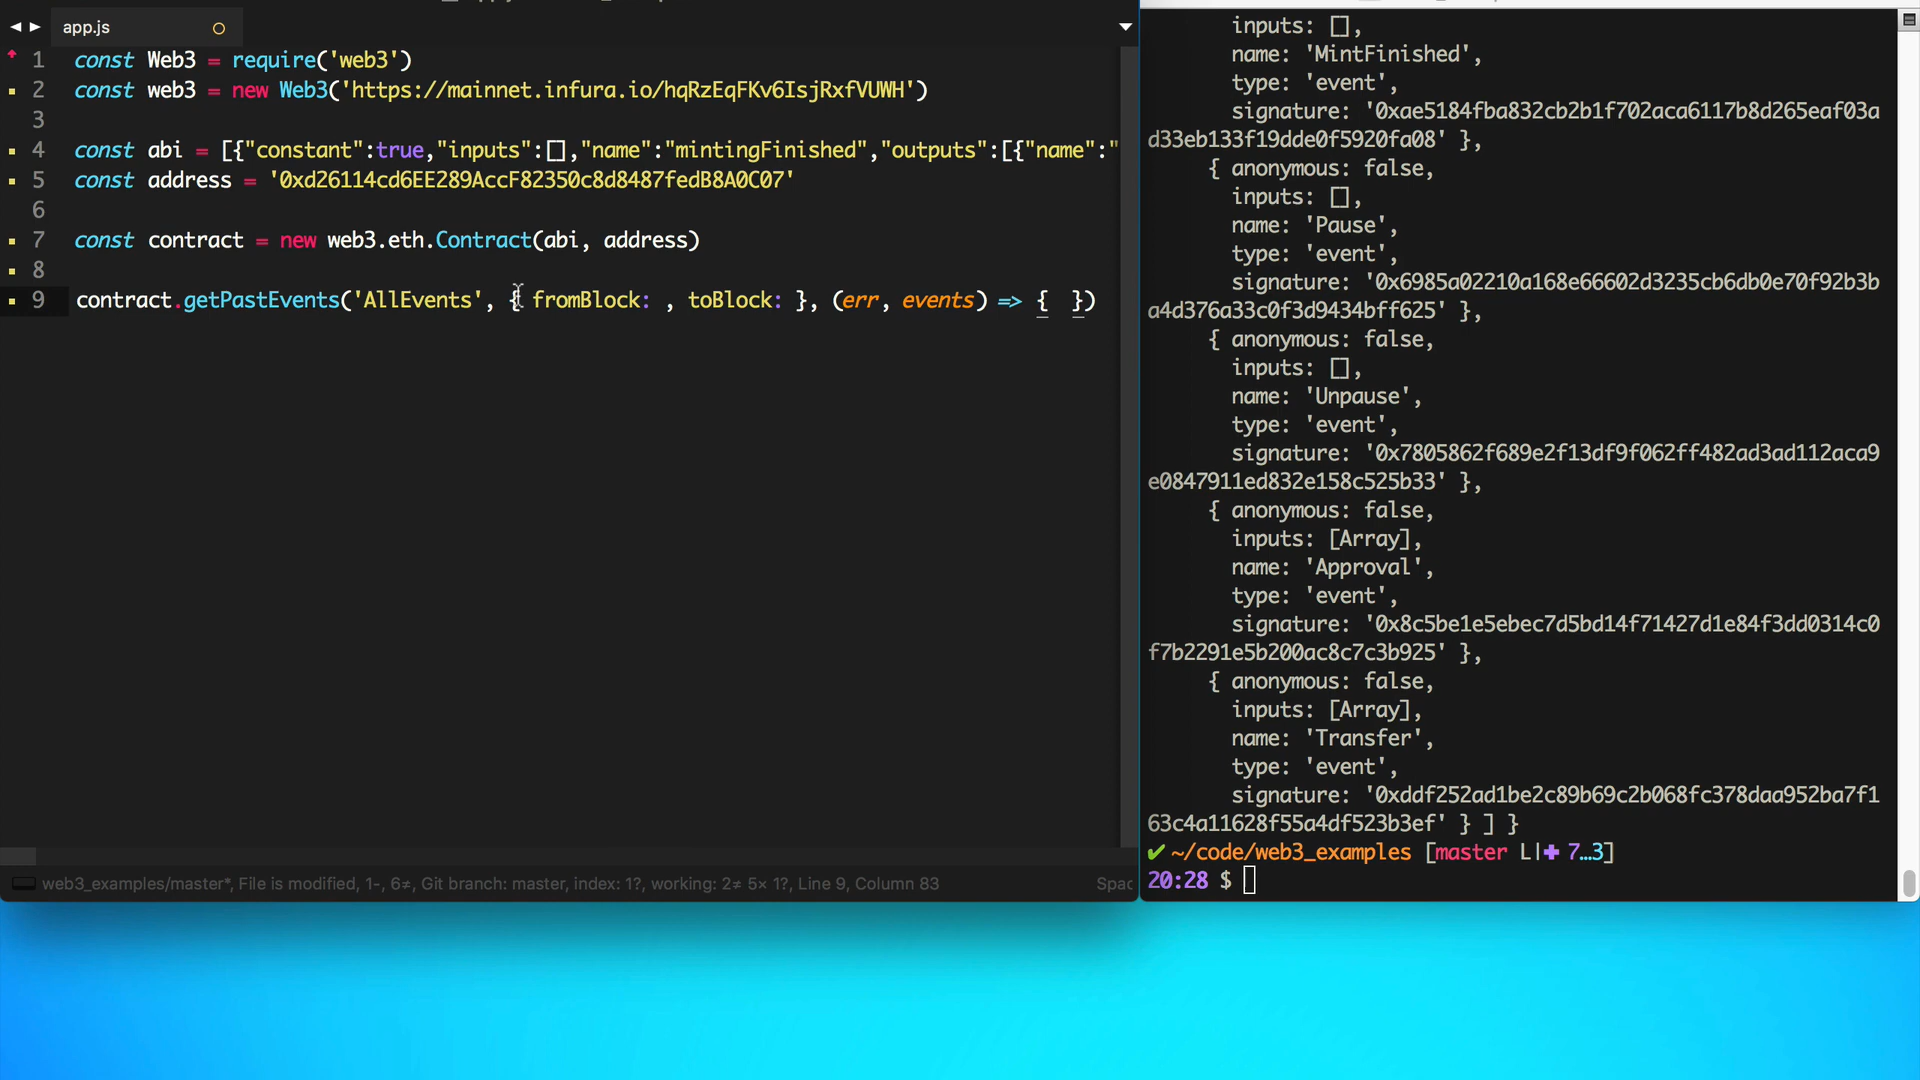 app.js
1 const Web3 = require('web3')
2 const web3 = new Web3('https://mainnet.infura.io/hqRzEqFKv6IsjRxfVUWH')
3
4 const abi = [{"constant":true,"inputs":[],"name":"mintingFinished","outputs":[{"name":"
5 const address = '0xd26114cd6EE289AccF82350c8d8487fedB8A0C07'
6
7 const contract = new web3.eth.Contract(abi, address)
8
9 contract.getPastEvents('AllEvents', { fromBlock: , toBlock: }, (err, events) => {  })
web3_examples/master*, File is modified, 1-, 6≠, Git branch: master, index: 1?, working: 2≠ 5× 1?, Line 9, Column 83
Spac
inputs: [],
name: 'MintFinished',
type: 'event',
signature: '0xae5184fba832cb2b1f702aca6117b8d265eaf03a
d33eb133f19dde0f5920fa08' },
{ anonymous: false,
inputs: [],
name: 'Pause',
type: 'event',
signature: '0x6985a02210a168e66602d3235cb6db0e70f92b3b
a4d376a33c0f3d9434bff625' },
{ anonymous: false,
inputs: [],
name: 'Unpause',
type: 'event',
signature: '0x7805862f689e2f13df9f062ff482ad3ad112aca9
e0847911ed832e158c525b33' },
{ anonymous: false,
inputs: [Array],
name: 'Approval',
type: 'event',
signature: '0x8c5be1e5ebec7d5bd14f71427d1e84f3dd0314c0
f7b2291e5b200ac8c7c3b925' },
{ anonymous: false,
inputs: [Array],
name: 'Transfer',
type: 'event',
signature: '0xddf252ad1be2c89b69c2b068fc378daa952ba7f1
63c4a11628f55a4df523b3ef' } ] }
✔ ~/code/web3_examples [master L|✚ 7…3]
20:28 $